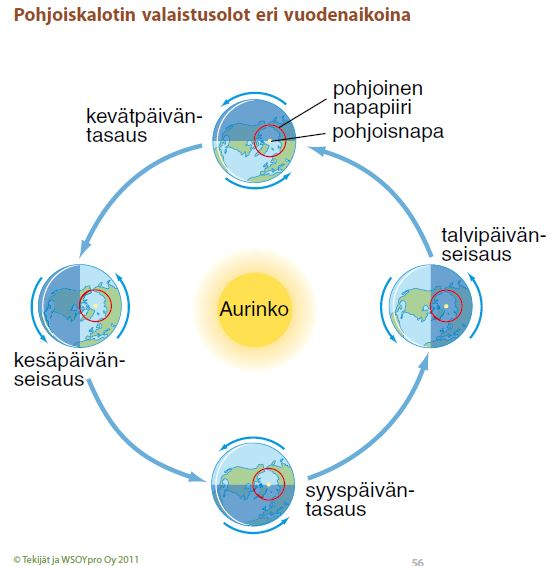 Pohjoiskalotin valaistusolot eri vuodenaikoina
kevätpäivän-
tasaus
pohjoinen
napapiiri
pohjoisnapa
talvipäivän-
seisaus
Aurinko
kesäpäivän-
seisaus
syyspäivän-
tasaus
© Tekijät ja WSOYpro Oy 2011
56